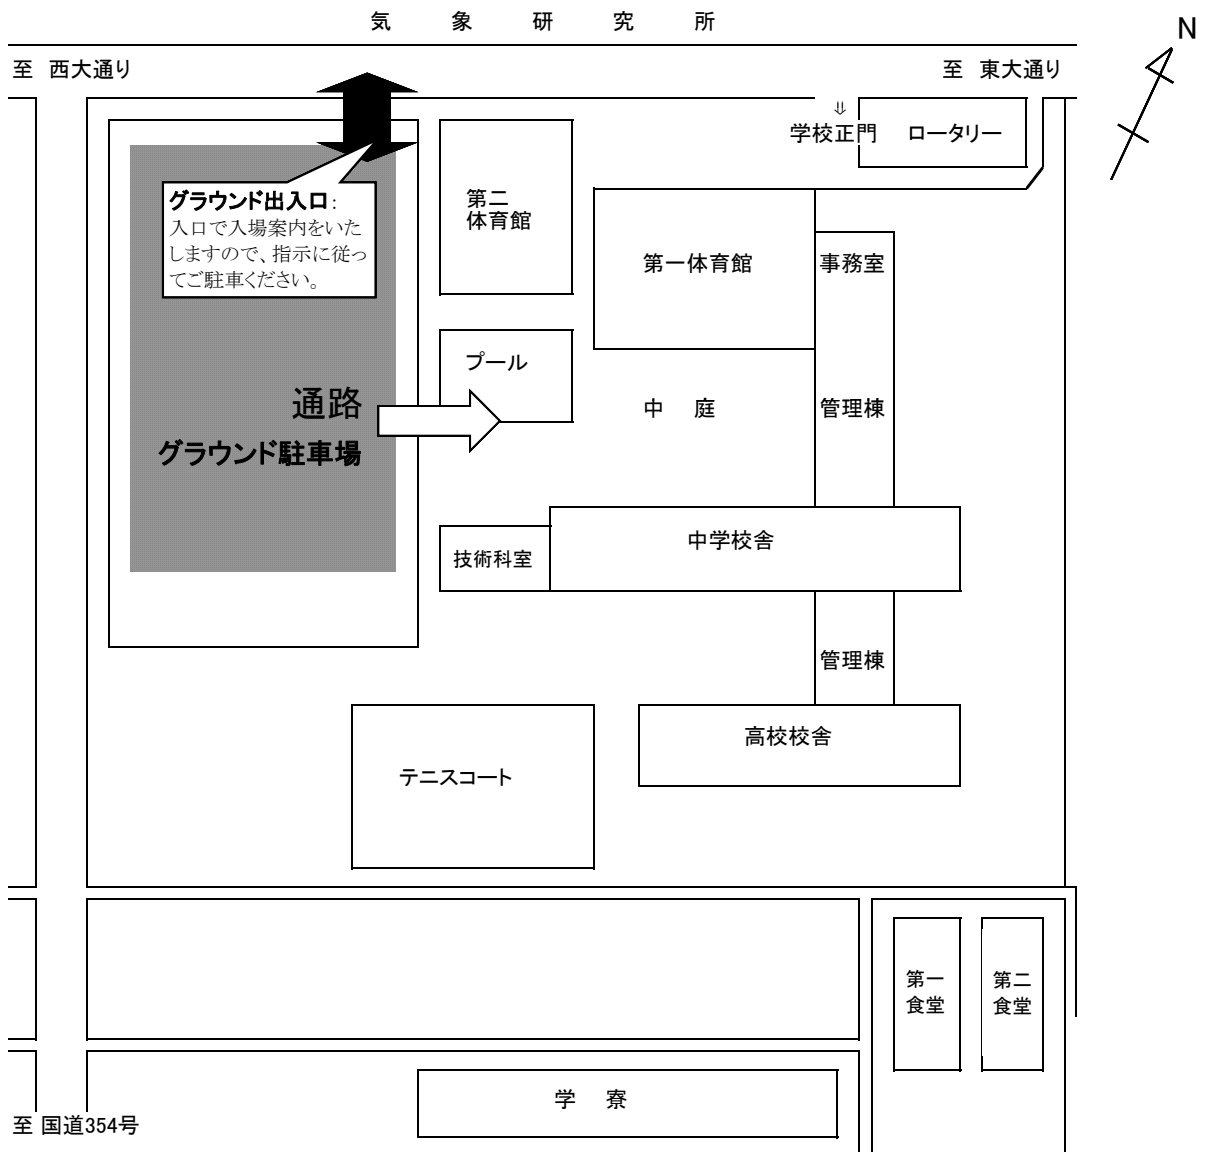 気 象 研 究 所
N
至 西大通り
至 東大通り
⇓
学校正門
ロータリー
グラウンド出入口：
入口で入場案内をいた
しますので、指示に従っ
てご駐車ください。
第二
体育館
第一体育館
事務室
プール
通路
中 庭
管理棟
グラウンド駐車場
中学校舎
技術科室
管理棟
高校校舎
テニスコート
第一
食堂
第二
食堂
学 寮
至 国道354号